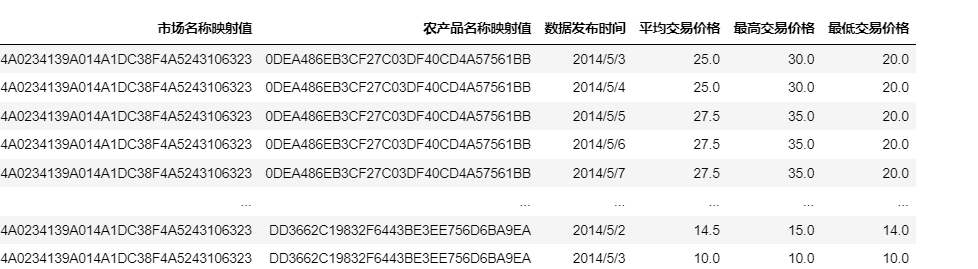 市场名称映射值 农产品名称映射值 数据发布时间 平均交易价格 最高交易价格 最低交易价格
4A0234139A014A1DC38F4A5243106323 0DEA486EB3CF27C03DF40CD4A57561BB 2014/5/3 25.0 30.0 20.0
4A0234139A014A1DC38F4A5243106323 0DEA486EB3CF27C03DF40CD4A57561BB 2014/5/4 25.0 30.0 20.0
4A0234139A014A1DC38F4A5243106323 0DEA486EB3CF27C03DF40CD4A57561BB 2014/5/5 27.5 35.0 20.0
4A0234139A014A1DC38F4A5243106323 0DEA486EB3CF27C03DF40CD4A57561BB 2014/5/6 27.5 35.0 20.0
4A0234139A014A1DC38F4A5243106323 0DEA486EB3CF27C03DF40CD4A57561BB 2014/5/7 27.5 35.0 20.0
... ... ... ... ... ...
4A0234139A014A1DC38F4A5243106323 DD3662C19832F6443BE3EE756D6BA9EA 2014/5/2 14.5 15.0 14.0
4A0234139A014A1DC38F4A5243106323 DD3662C19832F6443BE3EE756D6BA9EA 2014/5/3 10.0 10.0 10.0